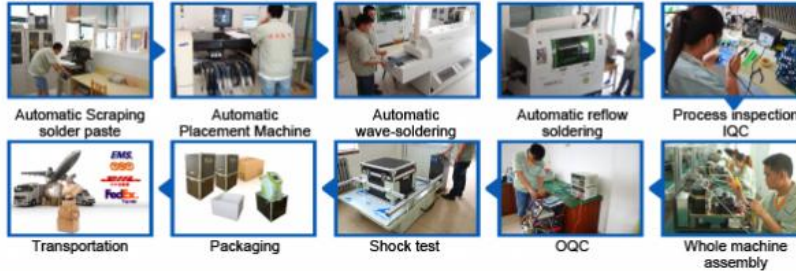 Automatic Scraping
solder paste
Automatic
Placement Machine
Automatic
wave-soldering
Automatic reflow
soldering
Process inspection
IQC
EMS.
FedEx
Transportation
Packaging
Shock test
OQC
Whole machine
assembly